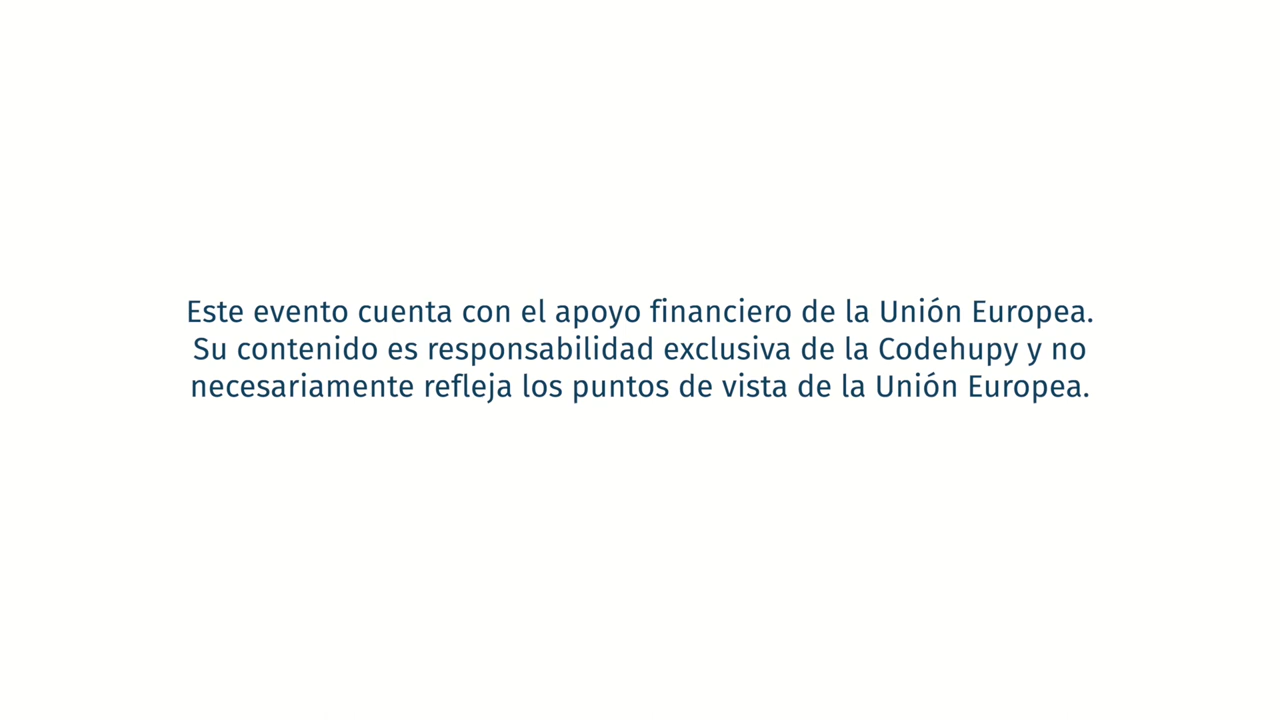 Este evento cuenta con el apoyo financiero de la Unión Europea.
Su contenido es responsabilidad exclusiva de la Codehupy y no
necesariamente refleja los puntos de vista de la Unión Europea.